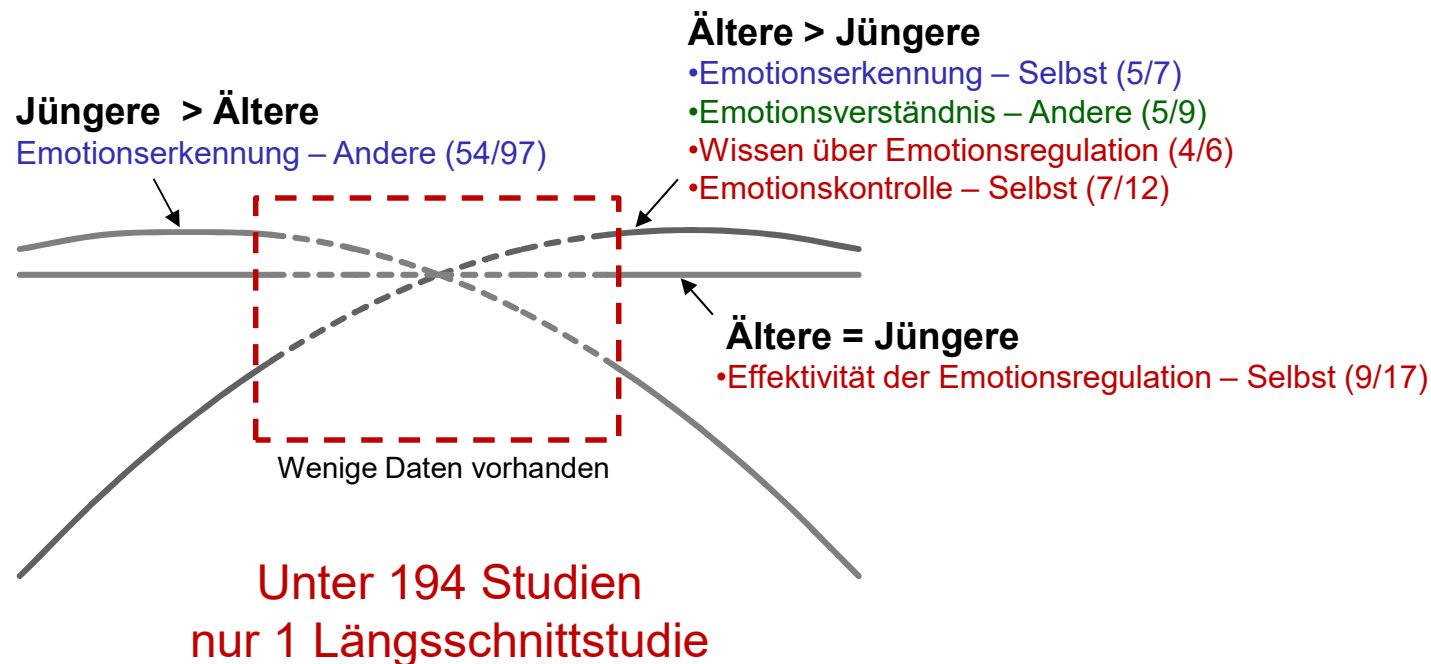 Ältere > Jüngere
•Emotionserkennung – Selbst (5/7)
•Emotionsverständnis – Andere (5/9)
•Wissen über Emotionsregulation (4/6)
•Emotionskontrolle – Selbst (7/12)
Jüngere > Ältere
Emotionserkennung – Andere (54/97)
Ältere = Jüngere
•Effektivität der Emotionsregulation – Selbst (9/17)
Wenige Daten vorhanden
Unter 194 Studien
nur 1 Längsschnittstudie